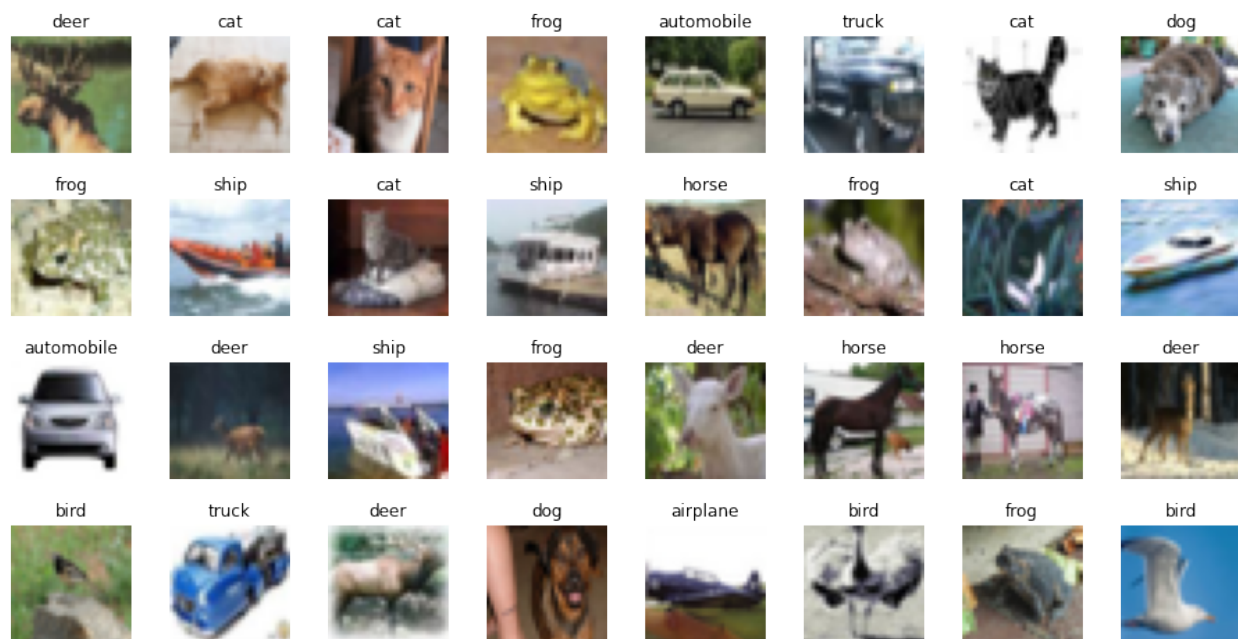 deer cat cat frog automobile truck cat dog
frog ship cat ship horse frog cat ship
automobile deer ship frog deer horse horse deer
bird truck deer dog airplane bird frog bird